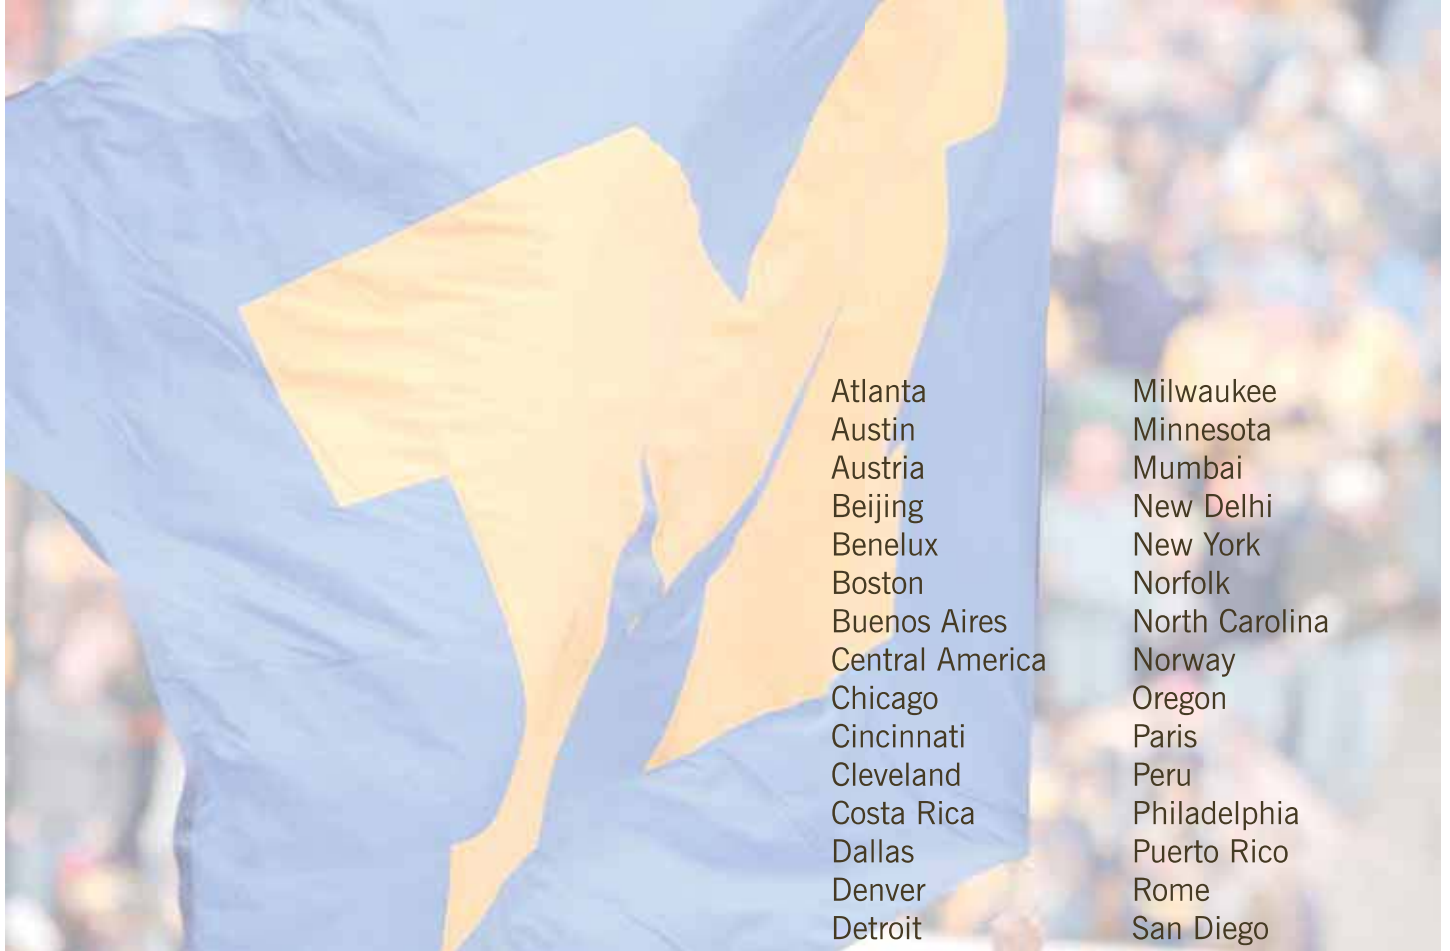 Atlanta
Austin
Austria
Beijing
Benelux
Boston
Buenos Aires
Central America
Chicago
Cincinnati
Cleveland
Costa Rica
Dallas
Denver
Detroit
Milwaukee
Minnesota
Mumbai
New Delhi
New York
Norfolk
North Carolina
Norway
Oregon
Paris
Peru
Philadelphia
Puerto Rico
Rome
San Diego